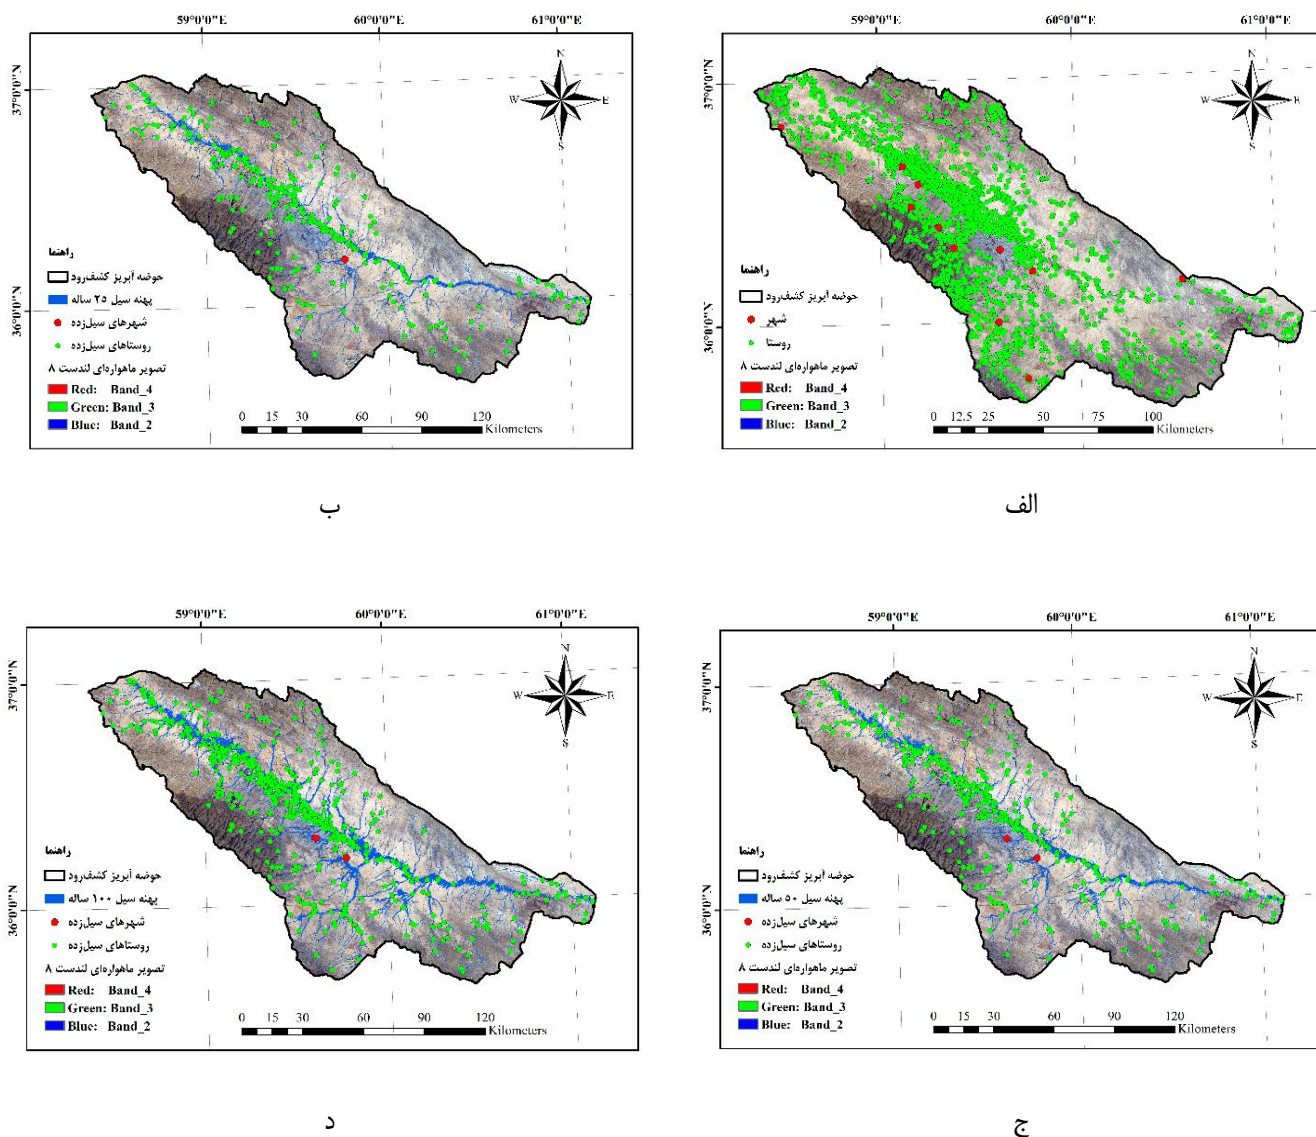 59°0'0"E 60°0'0"E 61°0'0"E
37°0'0"N
36°0'0"N
N
W E
S
راهنما
حوضه آبریز کشف‌رود
شهر
روستا
تصویر ماهواره‌ای لندست ۸
Red: Band_4
Green: Band_3
Blue: Band_2
0 12.5 25 50 75 100
Kilometers
الف
59°0'0"E 60°0'0"E 61°0'0"E
37°0'0"N
36°0'0"N
N
W E
S
راهنما
حوضه آبریز کشف‌رود
پهنه سیل ۲۵ ساله
شهرهای سیل‌زده
روستاهای سیل‌زده
تصویر ماهواره‌ای لندست ۸
Red: Band_4
Green: Band_3
Blue: Band_2
0 15 30 60 90 120
Kilometers
ب
59°0'0"E 60°0'0"E 61°0'0"E
37°0'0"N
36°0'0"N
N
W E
S
راهنما
حوضه آبریز کشف‌رود
پهنه سیل ۵۰ ساله
شهرهای سیل‌زده
روستاهای سیل‌زده
تصویر ماهواره‌ای لندست ۸
Red: Band_4
Green: Band_3
Blue: Band_2
0 15 30 60 90 120
Kilometers
ج
59°0'0"E 60°0'0"E 61°0'0"E
37°0'0"N
36°0'0"N
N
W E
S
راهنما
حوضه آبریز کشف‌رود
پهنه سیل ۱۰۰ ساله
شهرهای سیل‌زده
روستاهای سیل‌زده
تصویر ماهواره‌ای لندست ۸
Red: Band_4
Green: Band_3
Blue: Band_2
0 15 30 60 90 120
Kilometers
د